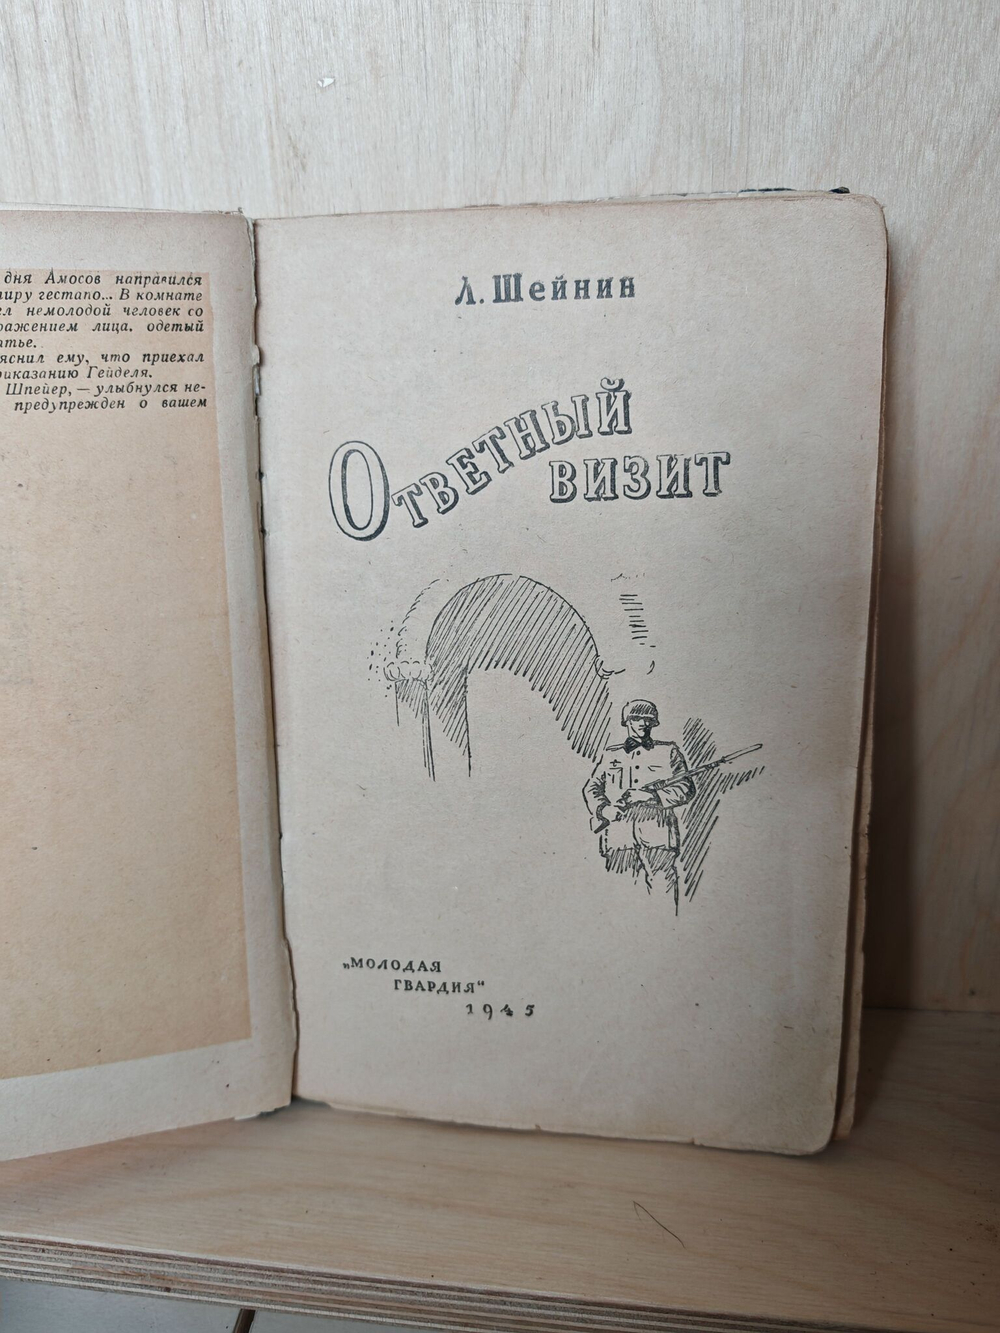 дня Амосов направился
гестапо... В комнате
немолодой человек со
лица. одетый
ему, что приехал
Гейделя.
Шпейер, — улыбнулся не-
предупрежден о вашем
Л. Шейнин
Ответный
визит
„МОЛОДАЯ
ГВАРДИЯ"
1945